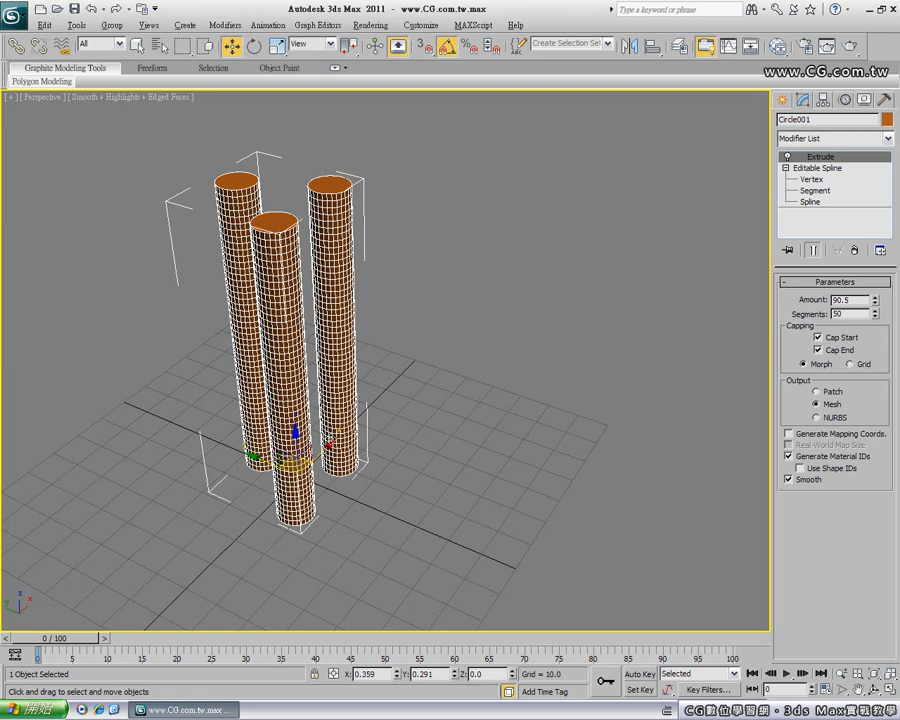 Autodesk 3ds Max 2011 - www.CG.com.tw.max
Type a keyword or phrase
Edit Tools Group Views Create Modifiers Animation Graph Editors Rendering Customize MAXScript Help
All View 3 Create Selection Set
Graphite Modeling Tools Freeform Selection Object Paint
www.CG.com.tw
Polygon Modeling
[ + ] [ Perspective ] [ Smooth + Highlights + Edged Faces ]
Circle001
Modifier List
Extrude
Editable Spline
Vertex
Segment
Spline
Parameters
Amount: 90.5
Segments: 50
Capping
Cap Start
Cap End
Morph Grid
Output
Patch
Mesh
NURBS
Generate Mapping Coords.
Real-World Map Size
Generate Material IDs
Use Shape IDs
Smooth
z
x
y
< 0 / 100 >
0 5 10 15 20 25 30 35 40 45 50 55 60 65 70 75 80 85 90 95 100
1 Object Selected X: 0.359 Y: 0.291 Z: 0.0 Grid = 10.0 Auto Key Selected
Click and drag to select and move objects Add Time Tag Set Key Key Filters... 0
開始 www.CG.com.tw.max ... CG數位學習網-3ds Max實戰教學